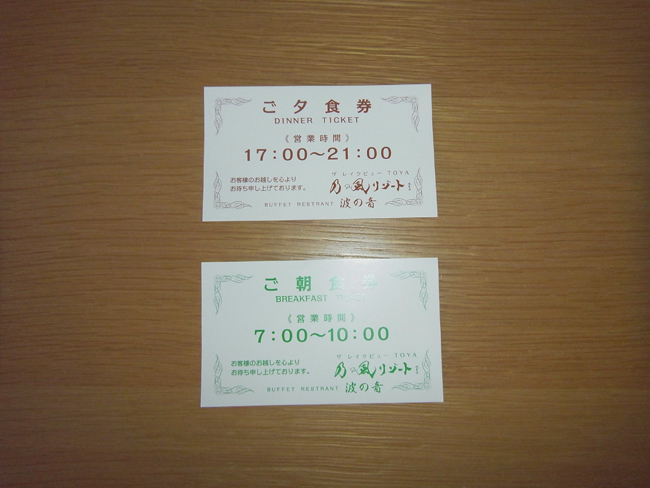 ご夕食券
DINNER TICKET
《営業時間》
17:00〜21:00
お客様のお越しを心より
お待ち申し上げております。
ザ レイクビュー TOYA
乃の風リゾート
BUFFET RESTRANT 波の音
ご朝食券
BREAKFAST
《営業時間》
7:00〜10:00
お客様のお越しを心より
お待ち申し上げております。
ザ レイクビュー TOYA
乃の風リゾート
BUFFET RESTRANT 波の音